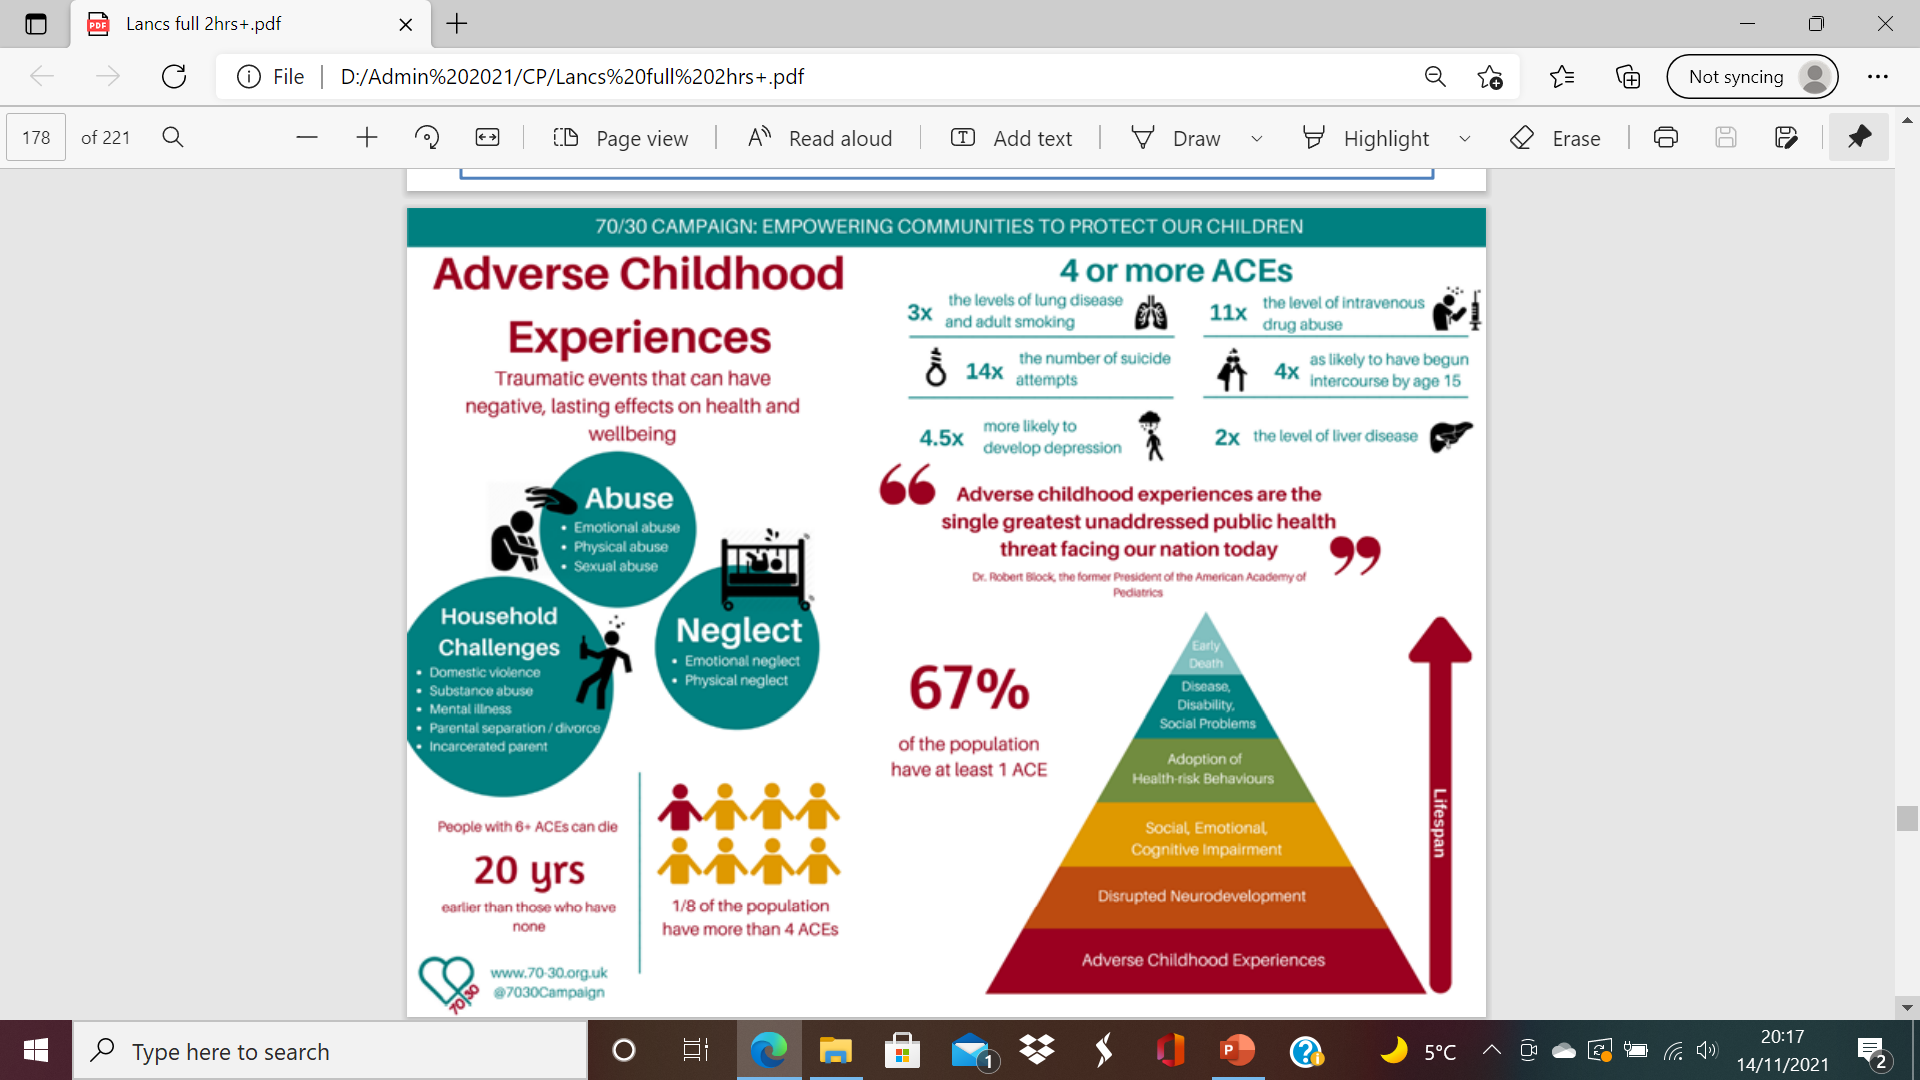 Lancs full 2hrs+.pdf
File
D:/Admin%202021/CP/Lancs%20full%202hrs+.pdf
Not syncing
178 of 221
Page view
Read aloud
Add text
Draw
Highlight
Erase
70/30 CAMPAIGN: EMPOWERING COMMUNITIES TO PROTECT OUR CHILDREN
Adverse Childhood
Experiences
Traumatic events that can have
negative, lasting effects on health and
wellbeing
Abuse
• Emotional abuse
• Physical abuse
• Sexual abuse
Household
Challenges
• Domestic violence
• Substance abuse
• Mental illness
• Parental separation / divorce
• Incarcerated parent
Neglect
• Emotional neglect
• Physical neglect
People with 6+ ACEs can die
20 yrs
earlier than those who have
none
1/8 of the population
have more than 4 ACEs
70/30
www.70-30.org.uk
@7030Campaign
4 or more ACEs
3x
the levels of lung disease
and adult smoking
11x
the level of intravenous
drug abuse
14x
the number of suicide
attempts
4x
as likely to have begun
intercourse by age 15
4.5x
more likely to
develop depression
2x
the level of liver disease
“Adverse childhood experiences are the
single greatest unaddressed public health
threat facing our nation today”
Dr. Robert Block, the former President of the American Academy of
Pediatrics
67%
of the population
have at least 1 ACE
Early
Death
Disease,
Disability,
Social Problems
Adoption of
Health-risk Behaviours
Social, Emotional,
Cognitive Impairment
Disrupted Neurodevelopment
Adverse Childhood Experiences
Lifespan
Type here to search
1
5°C
20:17
14/11/2021
2